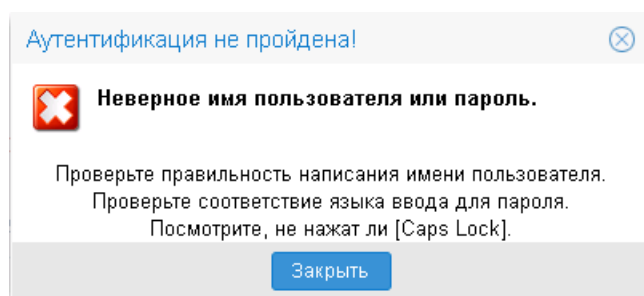 Аутентификация не пройдена!
Неверное имя пользователя или пароль.
Проверьте правильность написания имени пользователя.
Проверьте соответствие языка ввода для пароля.
Посмотрите, не нажат ли [Caps Lock].
Закрыть